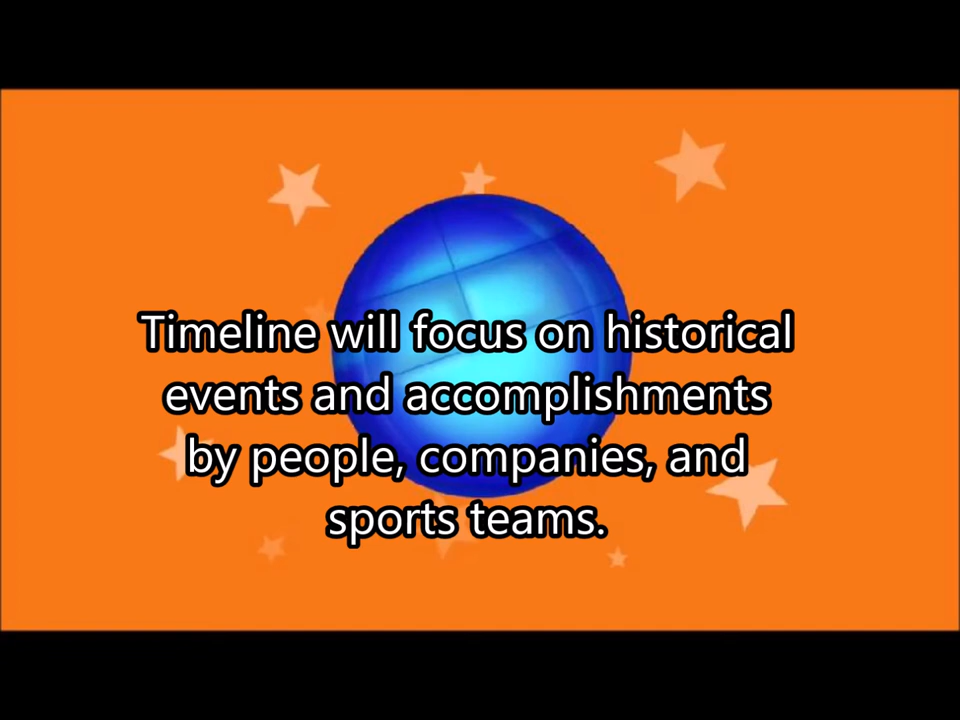 Timeline will focus on historical
events and accomplishments
by people, companies, and
sports teams.